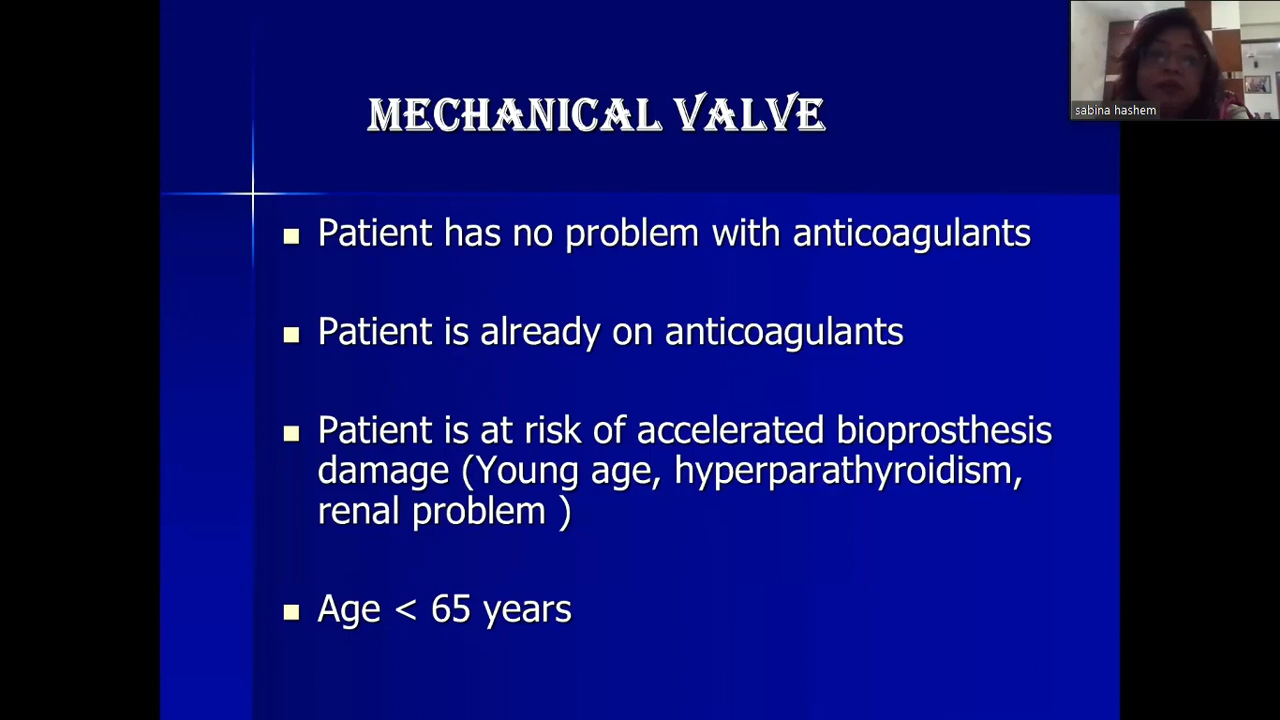 MECHANICAL VALVE
sabina hashem
Patient has no problem with anticoagulants
Patient is already on anticoagulants
Patient is at risk of accelerated bioprosthesis
damage (Young age, hyperparathyroidism,
renal problem )
Age < 65 years